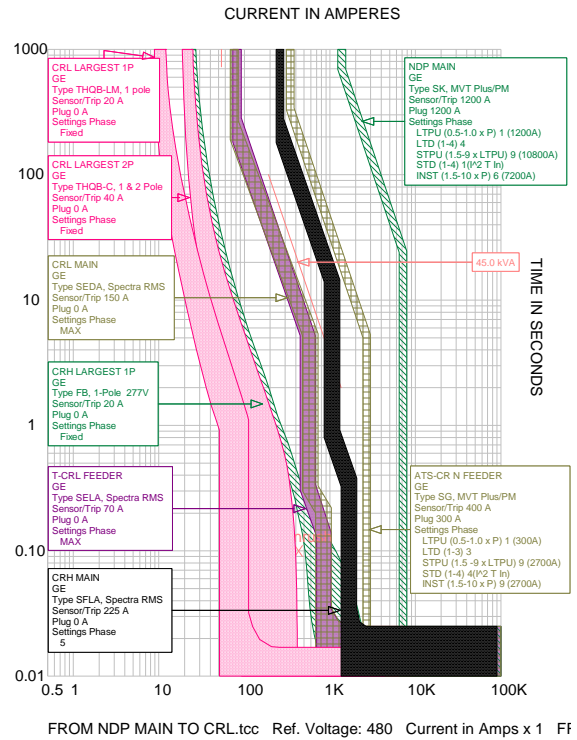 CURRENT IN AMPERES
1000
100
10
1
0.10
0.01
CRL LARGEST 1P
GE
Type THQB-LM, 1 pole
Sensor/Trip 20 A
Plug 0 A
Settings Phase
Fixed
CRL LARGEST 2P
GE
Type THQB-C, 1 & 2 Pole
Sensor/Trip 40 A
Plug 0 A
Settings Phase
Fixed
CRL MAIN
GE
Type SEDA, Spectra RMS
Sensor/Trip 150 A
Plug 0 A
Settings Phase
MAX
CRH LARGEST 1P
GE
Type FB, 1-Pole 277V
Sensor/Trip 20 A
Plug 0 A
Settings Phase
Fixed
T-CRL FEEDER
GE
Type SELA, Spectra RMS
Sensor/Trip 70 A
Plug 0 A
Settings Phase
MAX
CRH MAIN
GE
Type SFLA, Spectra RMS
Sensor/Trip 225 A
Plug 0 A
Settings Phase
5
NDP MAIN
GE
Type SK, MVT Plus/PM
Sensor/Trip 1200 A
Plug 1200 A
Settings Phase
LTPU (0.5-1.0 x P) 1 (1200A)
LTD (1-4) 4
STPU (1.5-9 x LTPU) 9 (10800A)
STD (1-4) 1(I^2 T In)
INST (1.5-10 x P) 6 (7200A)
45.0 kVA
TIME IN SECONDS
ATS-CR N FEEDER
GE
Type SG, MVT Plus/PM
Sensor/Trip 400 A
Plug 300 A
Settings Phase
LTPU (0.5-1.0 x P) 1 (300A)
LTD (1-3) 3
STPU (1.5 -9 x LTPU) 9 (2700A)
STD (1-4) 4(I^2 T In)
INST (1.5-10 x P) 9 (2700A)
0.5 1 10 100 1K 10K 100K
FROM NDP MAIN TO CRL.tcc Ref. Voltage: 480 Current in Amps x 1